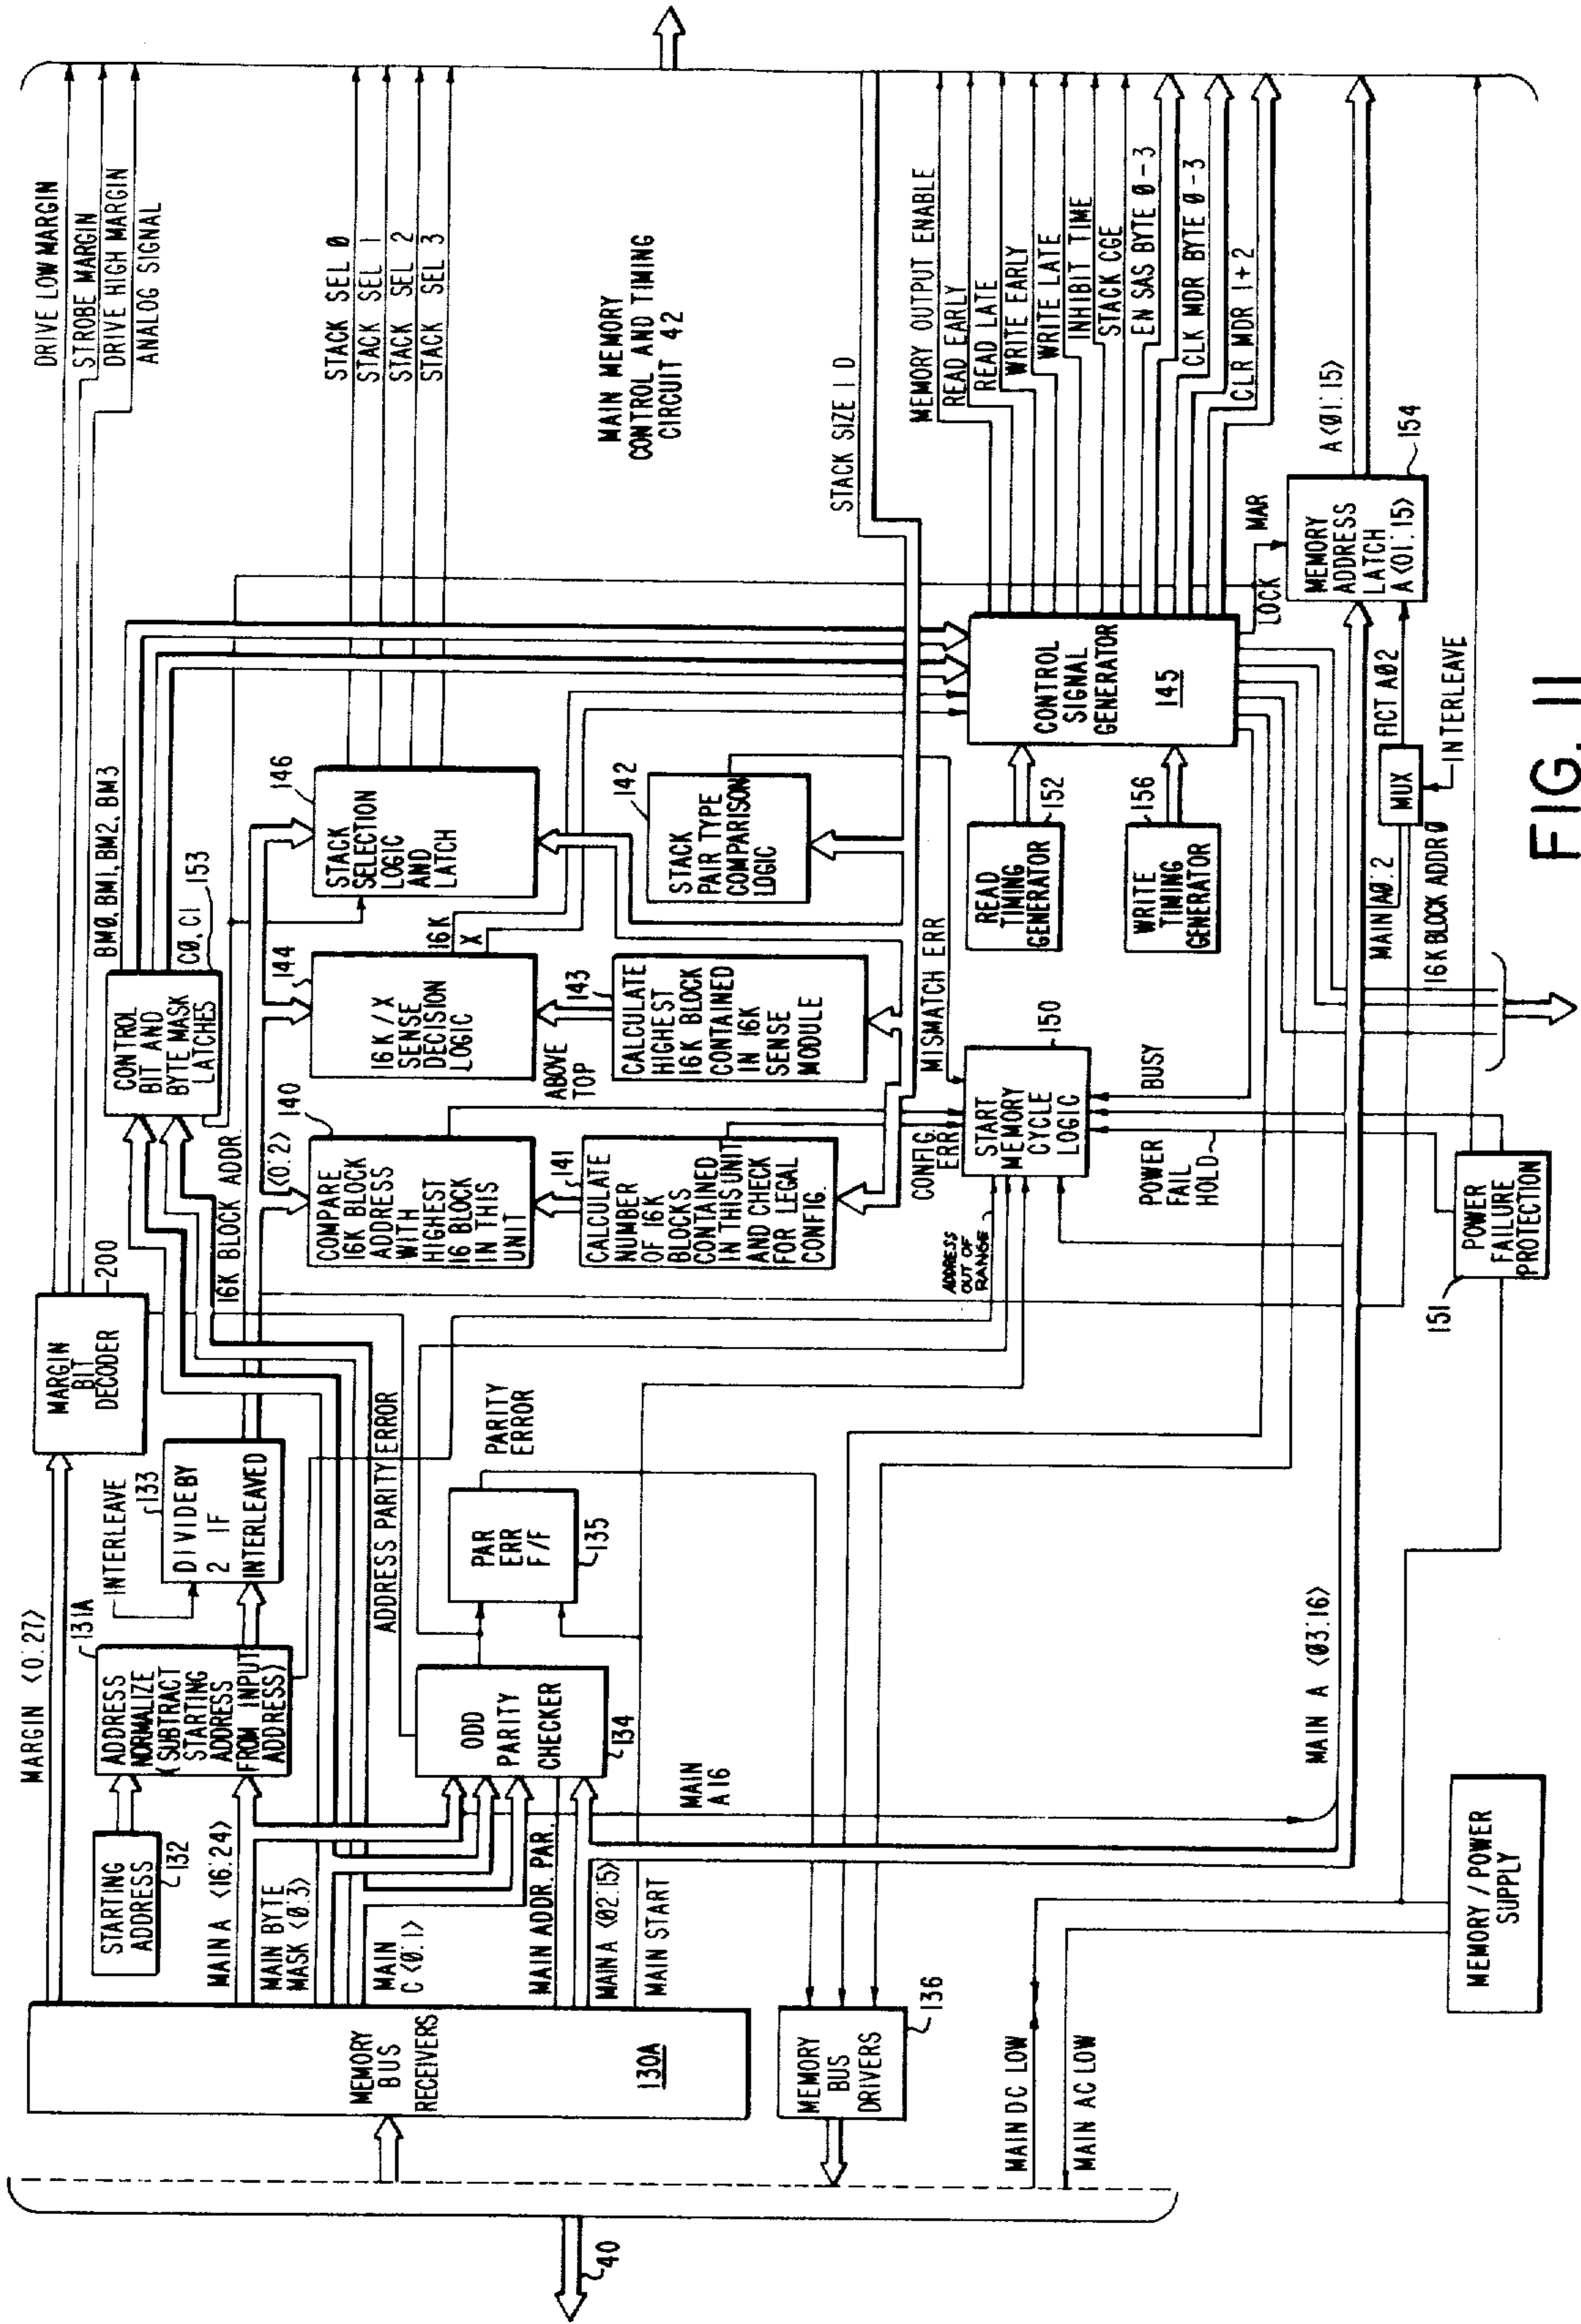 MARGIN <0:27>
MARGIN
BIT
DECODER
200
DRIVE LOW MARGIN
STROBE MARGIN
DRIVE HIGH MARGIN
ANALOG SIGNAL
STARTING
ADDRESS
132
ADDRESS
NORMALIZE
(SUBTRACT
STARTING
ADDRESS
FROM INPUT
ADDRESS)
131A
INTERLEAVE
DIVIDE BY
2 IF
INTERLEAVED
133
16K BLOCK ADDR.
<0:2>
CONTROL
BIT AND
BYTE MASK
LATCHES
153
BMØ, BM1, BM2, BM3
CØ, C1
MEMORY
BUS
RECEIVERS
130A
MAIN A <16:24>
MAIN BYTE
MASK <Ø:3>
MAIN
C <Ø:1>
MAIN ADDR. PAR.
MAIN A <Ø2:15>
MAIN START
ADDRESS PARITY ERROR
ODD
PARITY
CHECKER
134
PAR
ERR
F/F
135
PARITY
ERROR
COMPARE
16K BLOCK
ADDRESS
WITH
HIGHEST
16 BLOCK
IN THIS
UNIT
140
16K / X
SENSE
DECISION
LOGIC
144
16K
X
STACK
SELECTION
LOGIC
AND
LATCH
146
STACK SEL Ø
STACK SEL 1
STACK SEL 2
STACK SEL 3
MAIN MEMORY
CONTROL AND TIMING
CIRCUIT 42
ABOVE
TOP
CALCULATE
NUMBER
OF 16K
BLOCKS
CONTAINED
IN THIS UNIT
AND CHECK
FOR LEGAL
CONFIG.
141
CALCULATE
HIGHEST
16K BLOCK
CONTAINED
IN 16K
SENSE
MODULE
143
STACK
PAIR TYPE
COMPARISON
LOGIC
142
STACK SIZE I D
CONFIG.
ERR
MISMATCH ERR
ADDRESS
OUT OF
RANGE
START
MEMORY
CYCLE
LOGIC
150
READ
TIMING
GENERATOR
152
WRITE
TIMING
GENERATOR
156
CONTROL
SIGNAL
GENERATOR
145
MEMORY OUTPUT ENABLE
READ EARLY
READ LATE
WRITE EARLY
WRITE LATE
INHIBIT TIME
STACK CGE
EN SAS BYTE Ø-3
CLK MDR BYTE Ø-3
CLR MDR 1+2
LOCK
MAR
MEMORY
ADDRESS
LATCH
A <01:15>
154
A <Ø1:15>
FICT AØ2
MUX
INTERLEAVE
MAIN AØ:2
16K BLOCK ADDRØ
BUSY
POWER
FAIL
HOLD
POWER
FAILURE
PROTECTION
151
MAIN
A16
MAIN A <Ø3:16>
MEMORY
BUS
DRIVERS
136
40
MAIN DC LOW
MAIN AC LOW
MEMORY / POWER
SUPPLY
FIG. 11